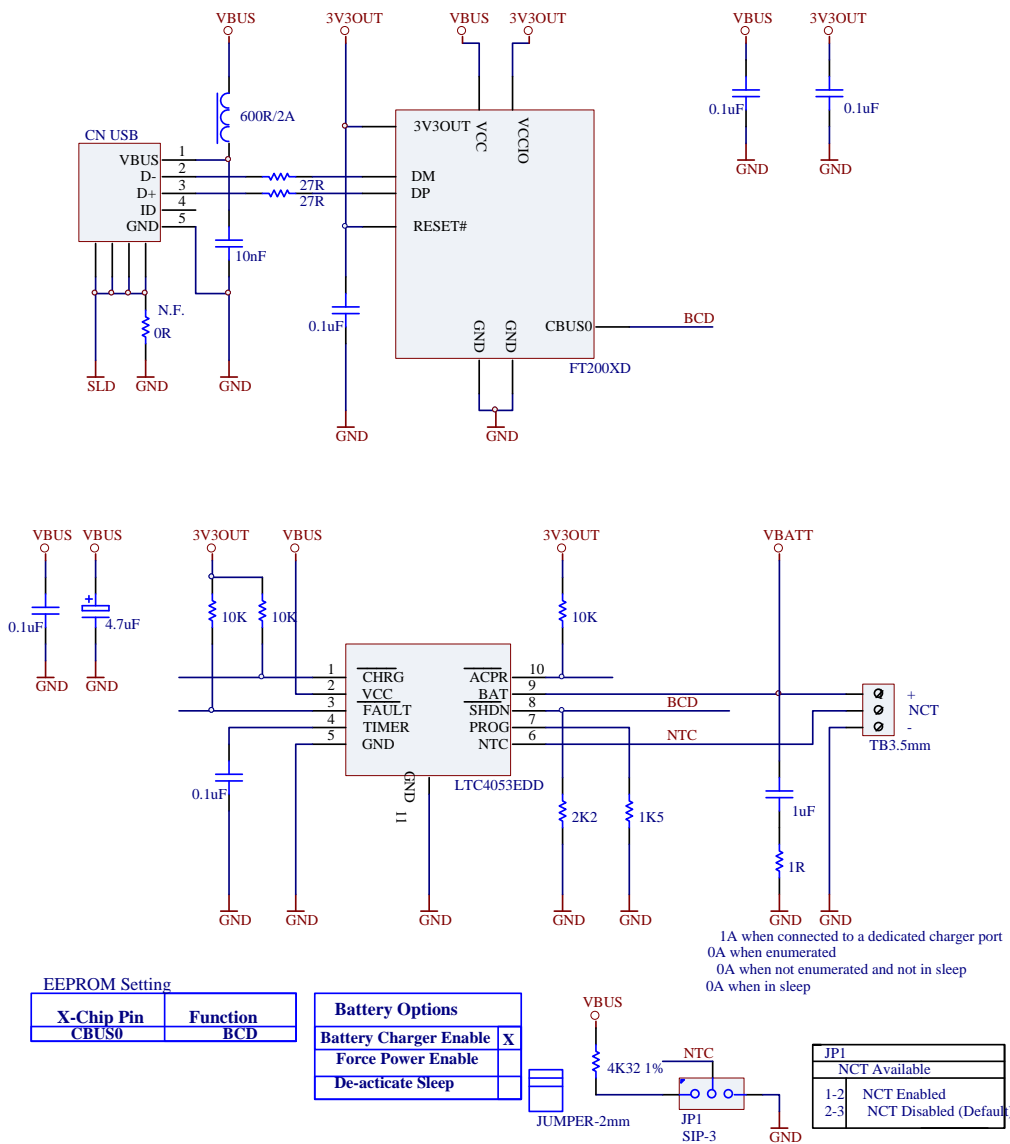 VBUS 3V3OUT VBUS 3V3OUT VBUS 3V3OUT
600R/2A
0.1uF 0.1uF
CN USB
3V3OUT
VCC
VCCIO
VBUS 1
D- 2
D+ 3
ID 4
GND 5
27R
27R
DM
DP
RESET#
GND GND
10nF
N.F.
0R
0.1uF
GND
GND
CBUS0
BCD
FT200XD
SLD GND GND
GND GND
VBUS VBUS 3V3OUT VBUS 3V3OUT VBATT
0.1uF 4.7uF 10K 10K 10K
GND GND
1 CHRG ACPR 10
2 VCC BAT 9
3 FAULT SHDN 8 BCD
4 TIMER PROG 7
5 GND NTC 6 NTC
GND
11
LTC4053EDD
+
NCT
-
TB3.5mm
0.1uF 2K2 1K5 1uF
1R
GND GND GND GND GND GND GND
1A when connected to a dedicated charger port
0A when enumerated
0A when not enumerated and not in sleep
0A when in sleep
EEPROM Setting
X-Chip Pin Function
CBUS0 BCD
Battery Options
Battery Charger Enable X
Force Power Enable
De-acticate Sleep
JUMPER-2mm
VBUS
4K32 1%
NTC
JP1
SIP-3
GND
JP1
NCT Available
1-2 NCT Enabled
2-3 NCT Disabled (Default)